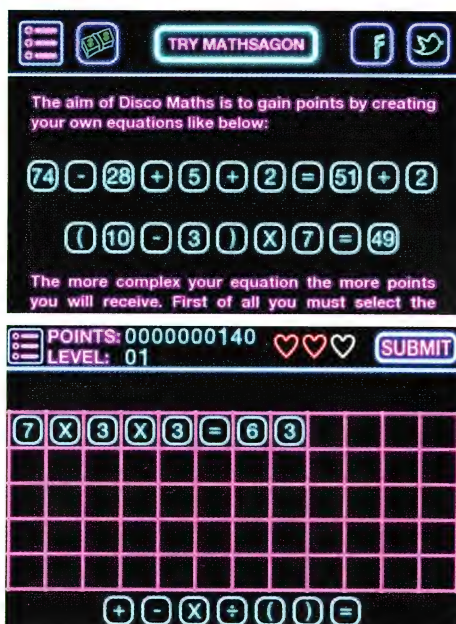 TRY MATHSAGON
The aim of Disco Maths is to gain points by creating
your own equations like below:
74 - 28 + 5 + 2 = 51 + 2
( 10 - 3 ) X 7 = 49
The more complex your equation the more points
you will receive. First of all you must select the
POINTS: 0000000140
LEVEL: 01
SUBMIT
7 X 3 X 3 = 6 3
+ - X ÷ ( ) =